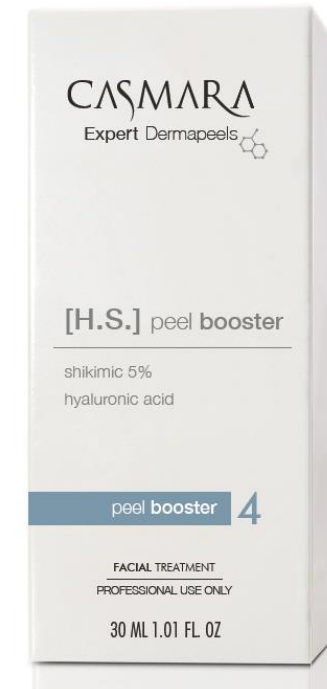 CASMARA
Expert Dermapeels
[H.S.] peel booster
shikimic 5%
hyaluronic acid
peel booster 4
FACIAL TREATMENT
PROFESSIONAL USE ONLY
30 ML 1.01 FL. OZ